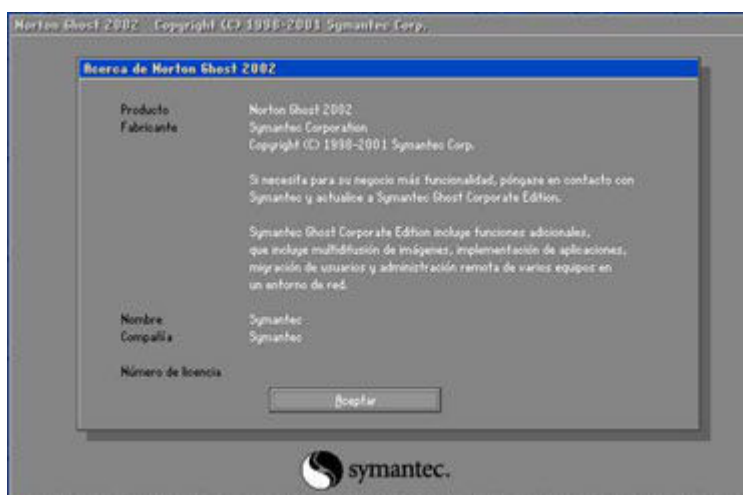 Norton Ghost 2002   Copyright (C) 1998-2001 Symantec Corp.
Acerca de Norton Ghost 2002
Producto Norton Ghost 2002
Fabricante Symantec Corporation
Copyright (C) 1998-2001 Symantec Corp.
Si necesita para su negocio más funcionalidad, póngase en contacto con
Symantec y actualice a Symantec Ghost Corporate Edition.
Symantec Ghost Corporate Edition incluye funciones adicionales,
que incluye multidifusión de imágenes, implementación de aplicaciones,
migración de usuarios y administración remota de varios equipos en
un entorno de red.
Nombre Symantec
Compañía Symantec
Número de licencia
Aceptar
symantec.